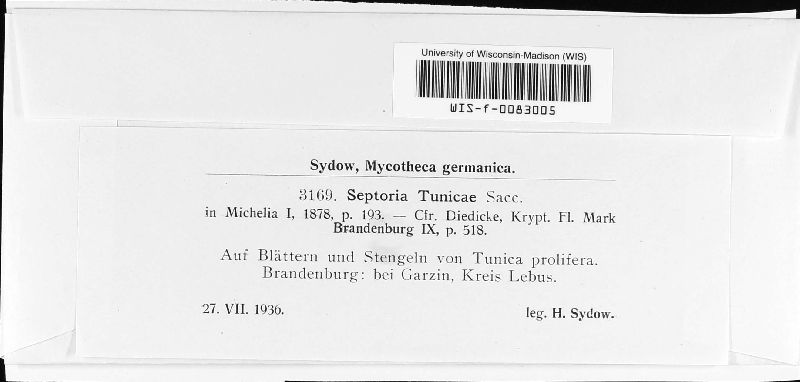 University of Wisconsin-Madison (WIS)
WIS-f-0083005
Sydow, Mycotheca germanica.
3169. Septoria Tunicae Sacc.
in Michelia I, 1878, p. 193. — Cfr. Diedicke, Krypt. Fl. Mark
Brandenburg IX, p. 518.
Auf Blättern und Stengeln von Tunica prolifera.
Brandenburg: bei Garzin, Kreis Lebus.
27. VII. 1936.
leg. H. Sydow.